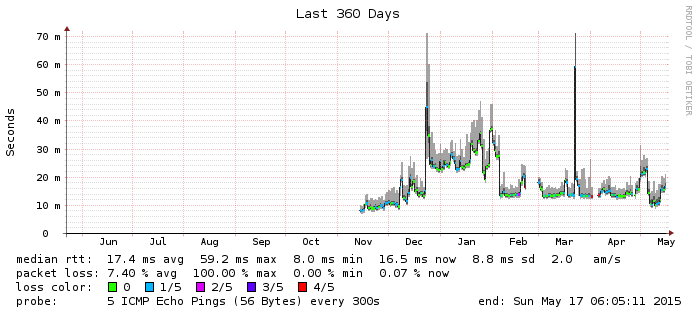 Last 360 Days
RRDTOOL / TOBI OETIKER
Seconds
70 m
60 m
50 m
40 m
30 m
20 m
10 m
0
Jun Jul Aug Sep Oct Nov Dec Jan Feb Mar Apr May
median rtt: 17.4 ms avg 59.2 ms max 8.0 ms min 16.5 ms now 8.8 ms sd 2.0 am/s
packet loss: 7.40 % avg 100.00 % max 0.00 % min 0.07 % now
loss color: 0 1/5 2/5 3/5 4/5
probe: 5 ICMP Echo Pings (56 Bytes) every 300s end: Sun May 17 06:05:11 2015